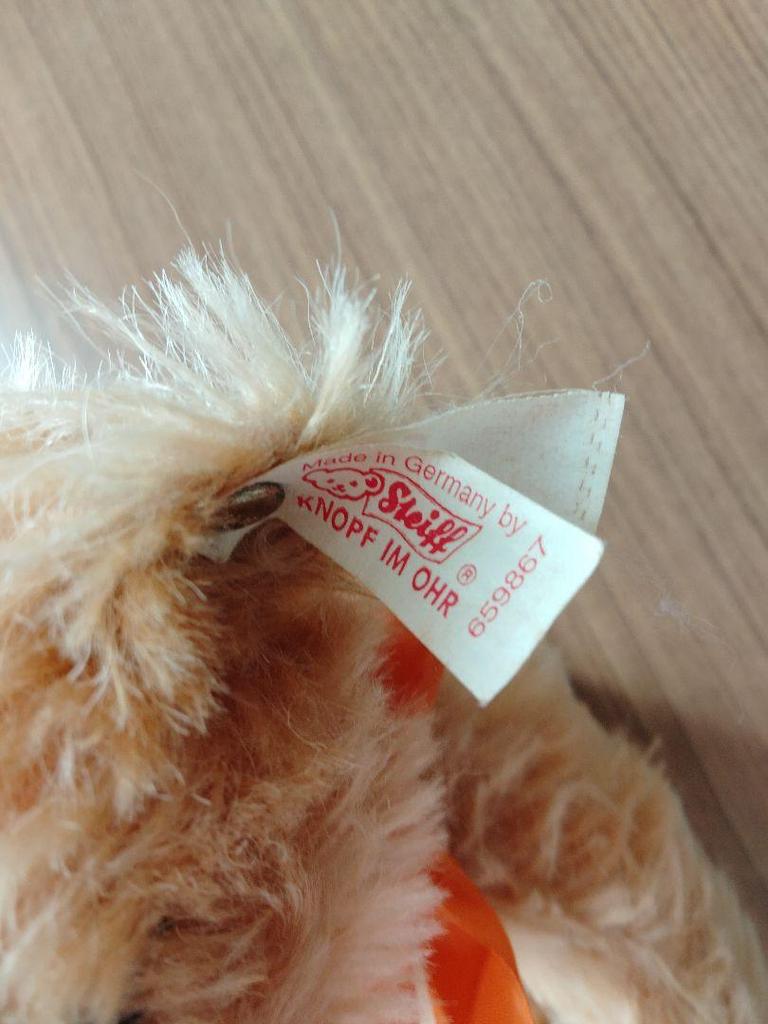 Made in Germany by
Steiff
KNOPF IM OHR
®
659867